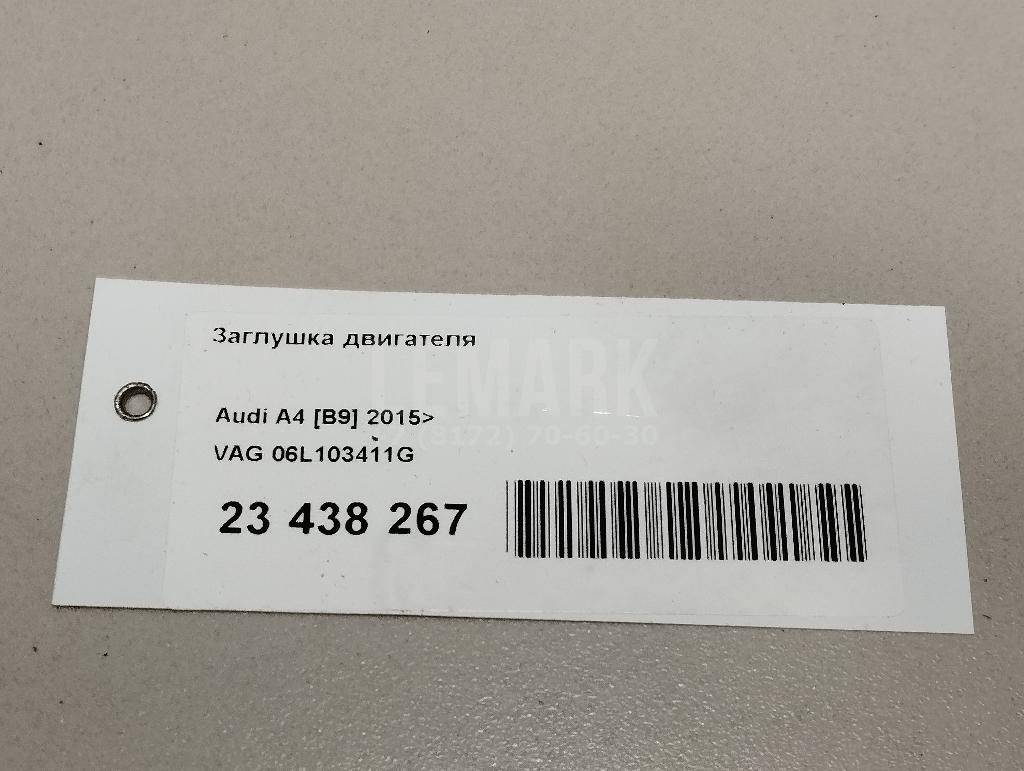 Заглушка двигателя
LEMARK
Audi A4 [B9] 2015>
(8172) 70-60-30
VAG 06L103411G
23 438 267